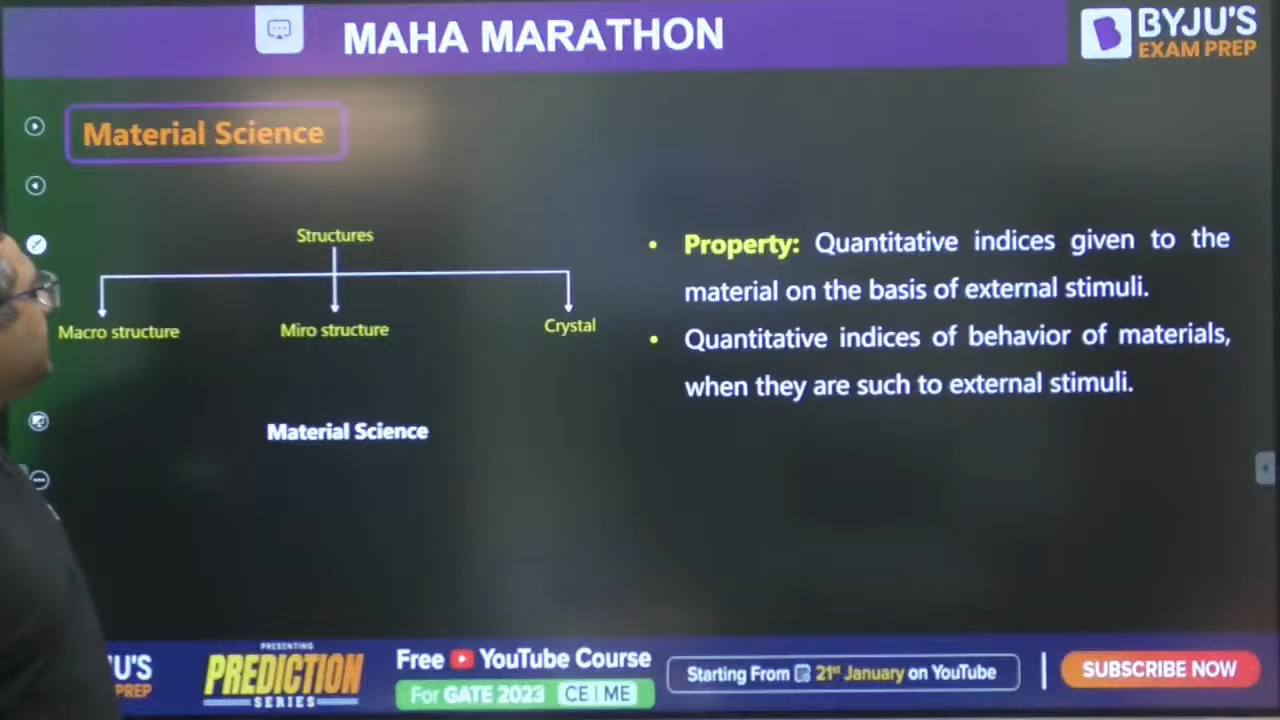 MAHA MARATHON
BYJU'S
EXAM PREP
Material Science
Structures
Macro structure
Miro structure
Crystal
Material Science
• Property: Quantitative indices given to the
material on the basis of external stimuli.
• Quantitative indices of behavior of materials,
when they are such to external stimuli.
U'S
PREP
PRESENTING
PREDICTION
SERIES
Free YouTube Course
For GATE 2023 CE | ME
Starting From 21st January on YouTube
SUBSCRIBE NOW